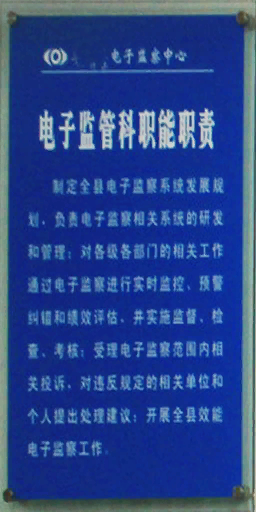 电子监察中心
电子监管科职能职责
制定全县电子监察系统发展规
划，负责电子监察相关系统的研发
和管理；对各级各部门的相关工作
通过电子监察进行实时监控、预警
纠错和绩效评估、并实施监督、检
查、考核；受理电子监察范围内相
关投诉、对违反规定的相关单位和
个人提出处理建议；开展全县效能
电子监察工作。